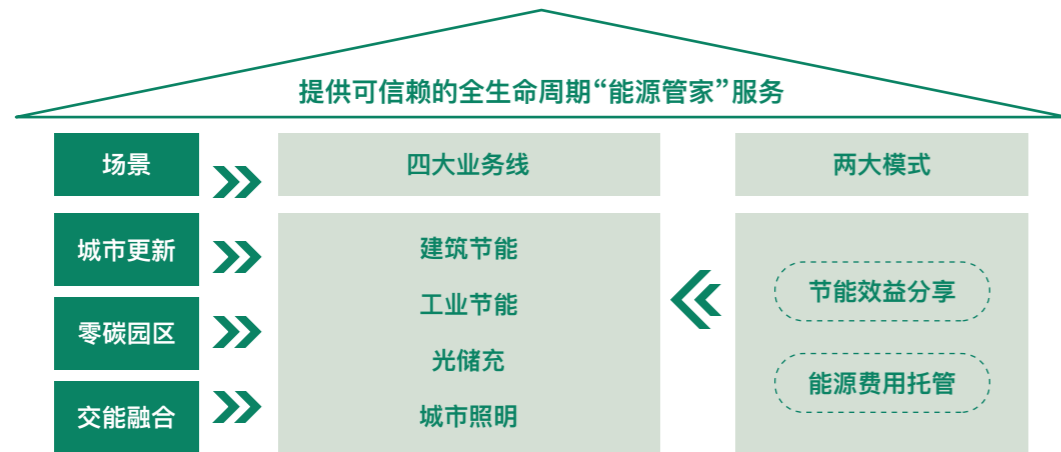 提供可信赖的全生命周期“能源管家”服务
场景
四大业务线
两大模式
城市更新
零碳园区
交能融合
建筑节能
工业节能
光储充
城市照明
节能效益分享
能源费用托管